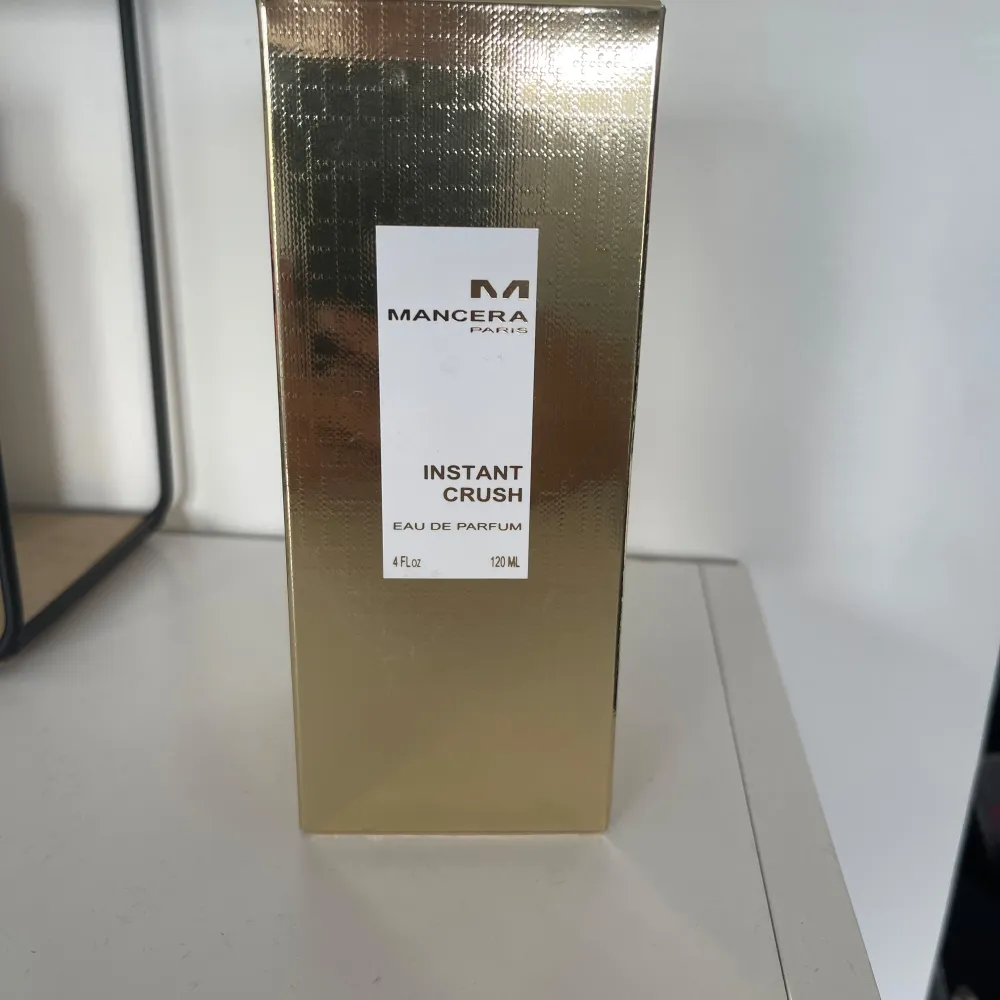 M
MANCERA
PARIS
INSTANT
CRUSH
EAU DE PARFUM
4 FLoz 120 ML